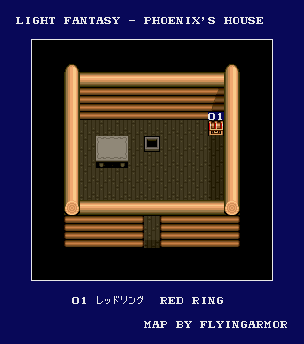 LIGHT FANTASY - PHOENIX'S HOUSE
01
01 レッドリング RED RING
MAP BY FLYINGARMOR